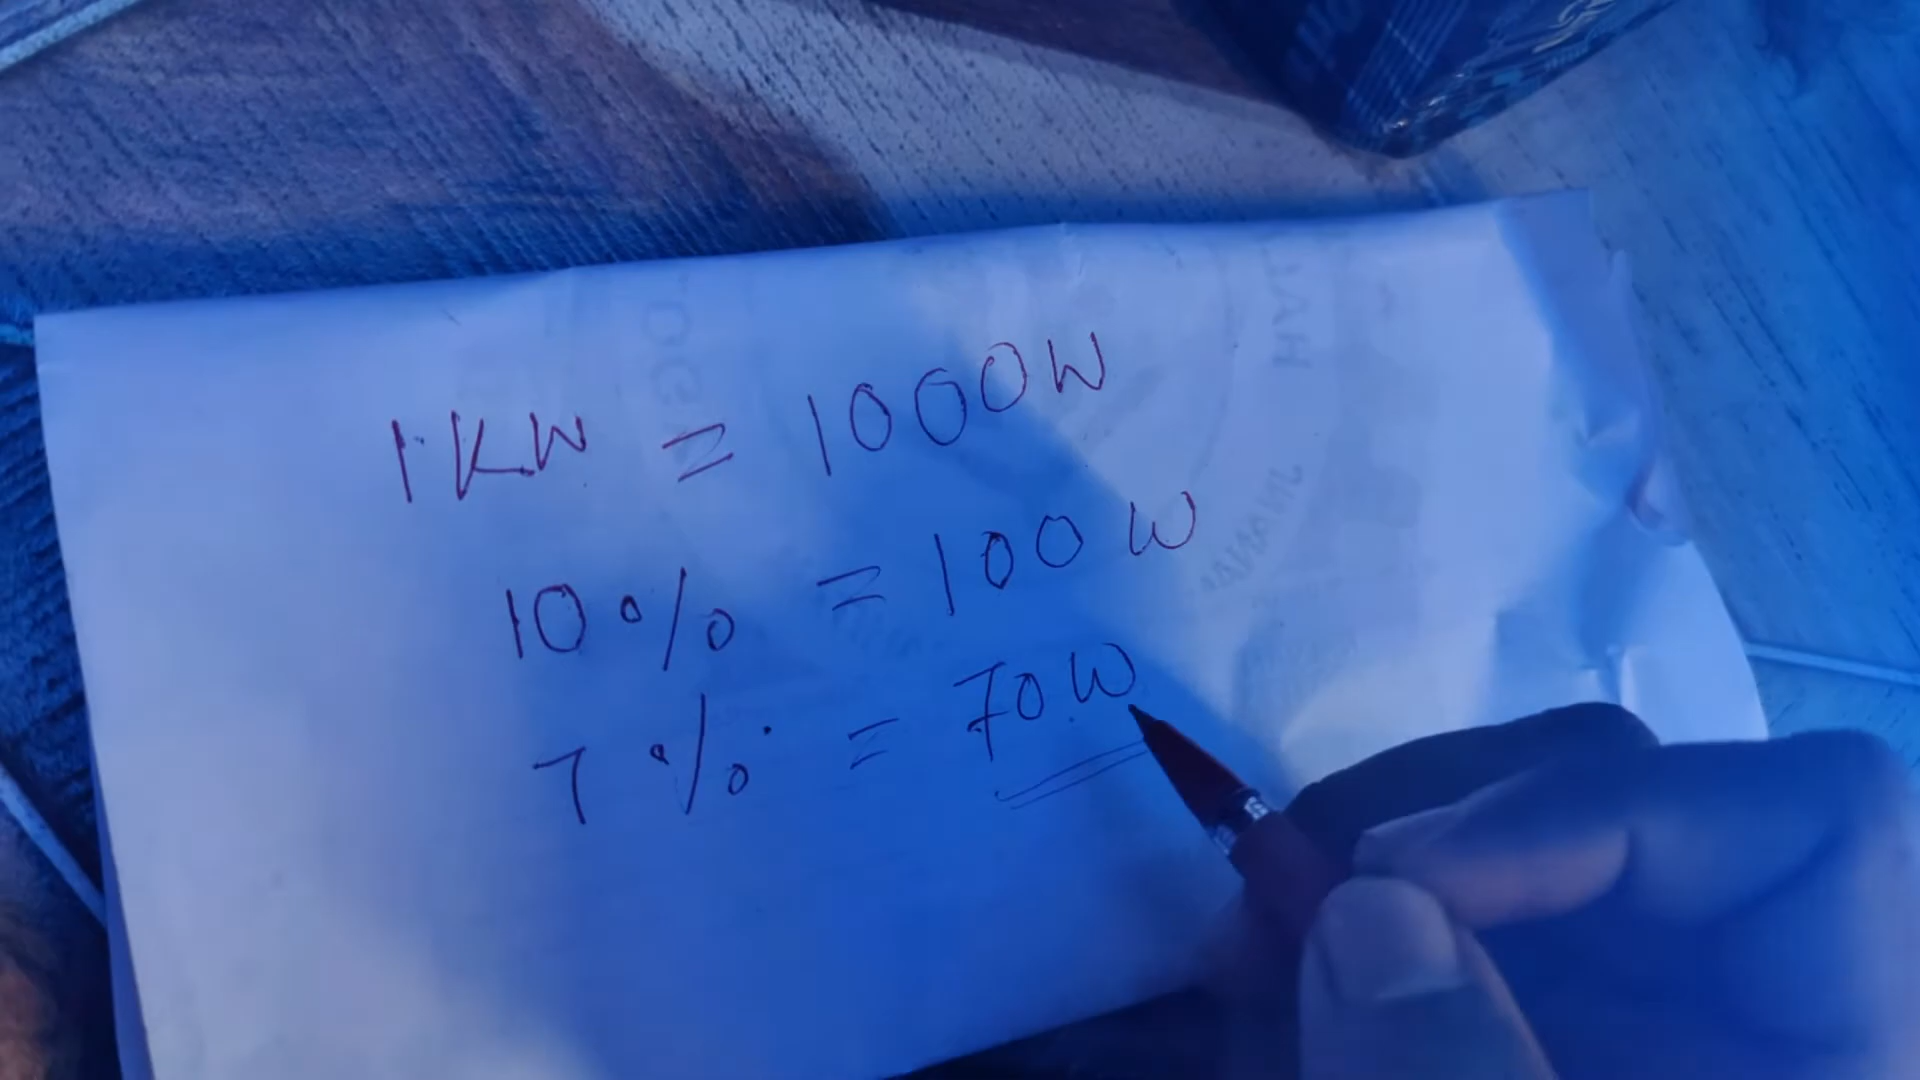 1KW = 1000W
10% = 100W
7% = 70W